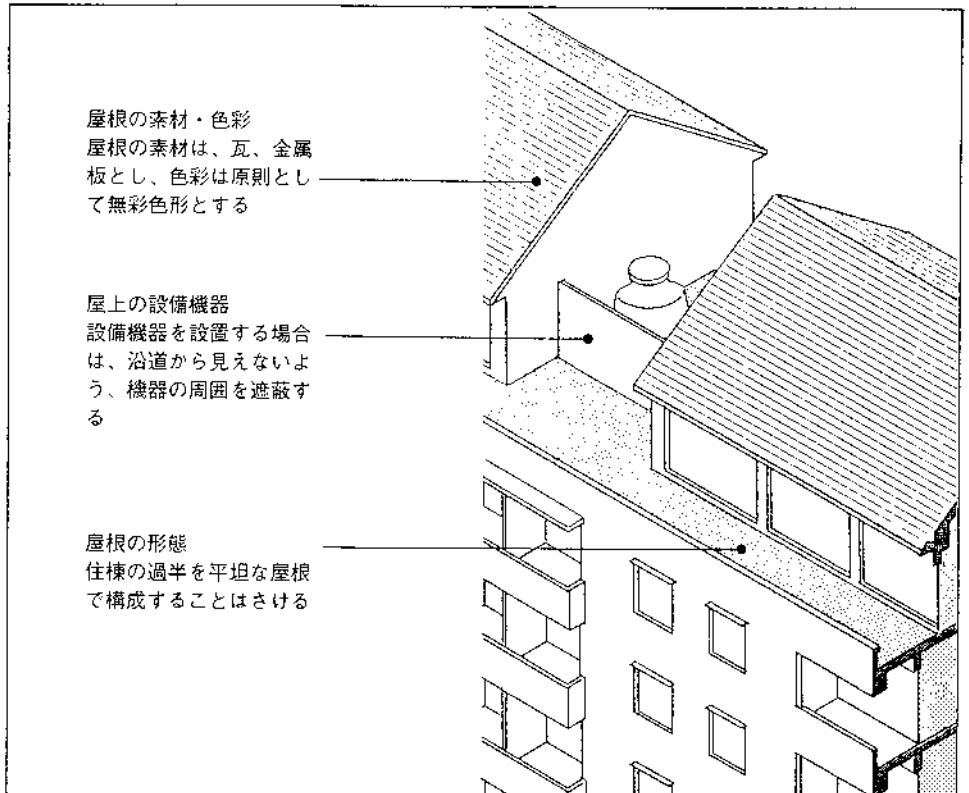 屋根の素材・色彩
屋根の素材は、瓦、金属
板とし、色彩は原則とし
て無彩色形とする
屋上の設備機器
設備機器を設置する場合
は、沿道から見えないよ
う、機器の周囲を遮蔽す
る
屋根の形態
住棟の過半を平坦な屋根
で構成することはさける